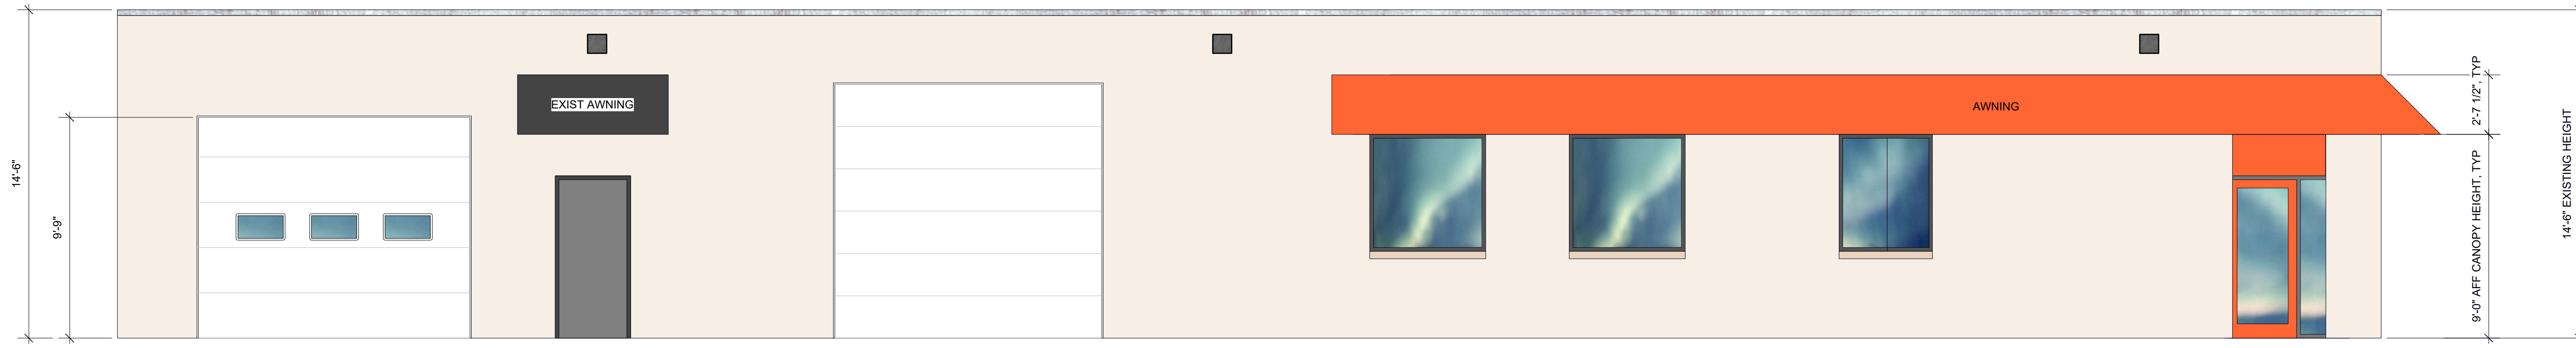 14'-6"
9'-9"
EXIST AWNING
AWNING
2'-7 1/2", TYP
9'-0" AFF CANOPY HEIGHT, TYP
14'-6" EXISTING HEIGHT